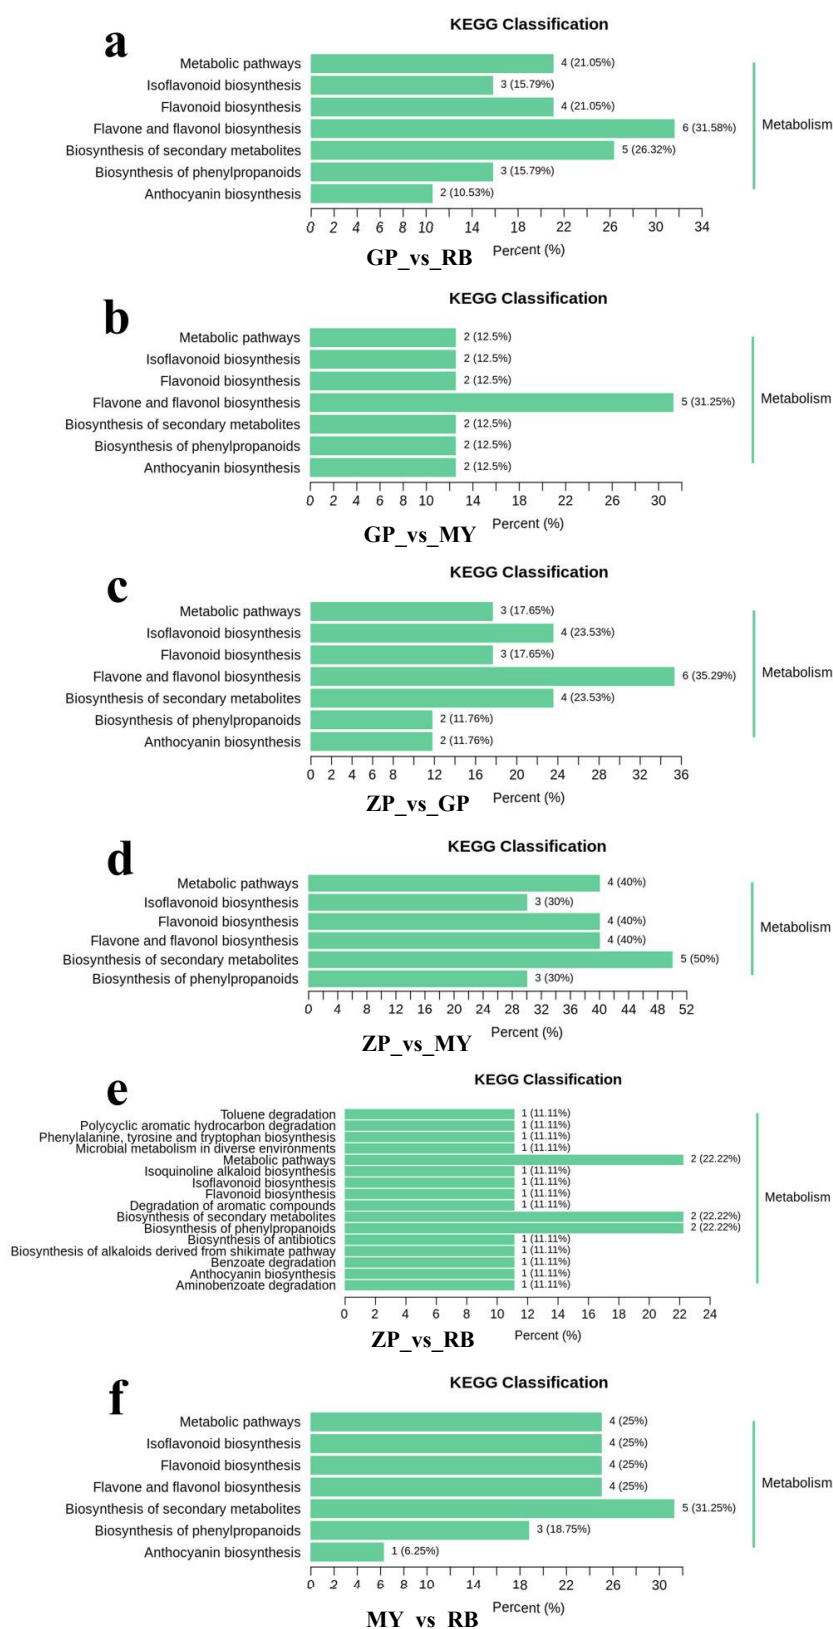 a
KEGG Classification
Metabolic pathways 4 (21.05%)
Isoflavonoid biosynthesis 3 (15.79%)
Flavonoid biosynthesis 4 (21.05%)
Flavone and flavonol biosynthesis 6 (31.58%)
Biosynthesis of secondary metabolites 5 (26.32%)
Biosynthesis of phenylpropanoids 3 (15.79%)
Anthocyanin biosynthesis 2 (10.53%)
Metabolism
0 2 4 6 8 10 14 18 22 26 30 34
GP_vs_RB Percent (%)
b
KEGG Classification
Metabolic pathways 2 (12.5%)
Isoflavonoid biosynthesis 2 (12.5%)
Flavonoid biosynthesis 2 (12.5%)
Flavone and flavonol biosynthesis 5 (31.25%)
Biosynthesis of secondary metabolites 2 (12.5%)
Biosynthesis of phenylpropanoids 2 (12.5%)
Anthocyanin biosynthesis 2 (12.5%)
Metabolism
0 2 4 6 8 10 14 18 22 26 30
GP_vs_MY Percent (%)
c
KEGG Classification
Metabolic pathways 3 (17.65%)
Isoflavonoid biosynthesis 4 (23.53%)
Flavonoid biosynthesis 3 (17.65%)
Flavone and flavonol biosynthesis 6 (35.29%)
Biosynthesis of secondary metabolites 4 (23.53%)
Biosynthesis of phenylpropanoids 2 (11.76%)
Anthocyanin biosynthesis 2 (11.76%)
Metabolism
0 2 4 6 8 12 16 20 24 28 32 36
ZP_vs_GP Percent (%)
d
KEGG Classification
Metabolic pathways 4 (40%)
Isoflavonoid biosynthesis 3 (30%)
Flavonoid biosynthesis 4 (40%)
Flavone and flavonol biosynthesis 4 (40%)
Biosynthesis of secondary metabolites 5 (50%)
Biosynthesis of phenylpropanoids 3 (30%)
Metabolism
0 4 8 12 16 20 24 28 32 36 40 44 48 52
ZP_vs_MY Percent (%)
e
KEGG Classification
Toluene degradation 1 (11.11%)
Polycyclic aromatic hydrocarbon degradation 1 (11.11%)
Phenylalanine, tyrosine and tryptophan biosynthesis 1 (11.11%)
Microbial metabolism in diverse environments 1 (11.11%)
Metabolic pathways 2 (22.22%)
Isoquinoline alkaloid biosynthesis 1 (11.11%)
Isoflavonoid biosynthesis 1 (11.11%)
Flavonoid biosynthesis 1 (11.11%)
Degradation of aromatic compounds 1 (11.11%)
Biosynthesis of secondary metabolites 2 (22.22%)
Biosynthesis of phenylpropanoids 2 (22.22%)
Biosynthesis of antibiotics 1 (11.11%)
Biosynthesis of alkaloids derived from shikimate pathway 1 (11.11%)
Benzoate degradation 1 (11.11%)
Anthocyanin biosynthesis 1 (11.11%)
Aminobenzoate degradation 1 (11.11%)
Metabolism
0 2 4 6 8 10 12 14 16 18 20 22 24
ZP_vs_RB Percent (%)
f
KEGG Classification
Metabolic pathways 4 (25%)
Isoflavonoid biosynthesis 4 (25%)
Flavonoid biosynthesis 4 (25%)
Flavone and flavonol biosynthesis 4 (25%)
Biosynthesis of secondary metabolites 5 (31.25%)
Biosynthesis of phenylpropanoids 3 (18.75%)
Anthocyanin biosynthesis 1 (6.25%)
Metabolism
0 2 4 6 8 10 14 18 22 26 30
MY_vs_RB Percent (%)